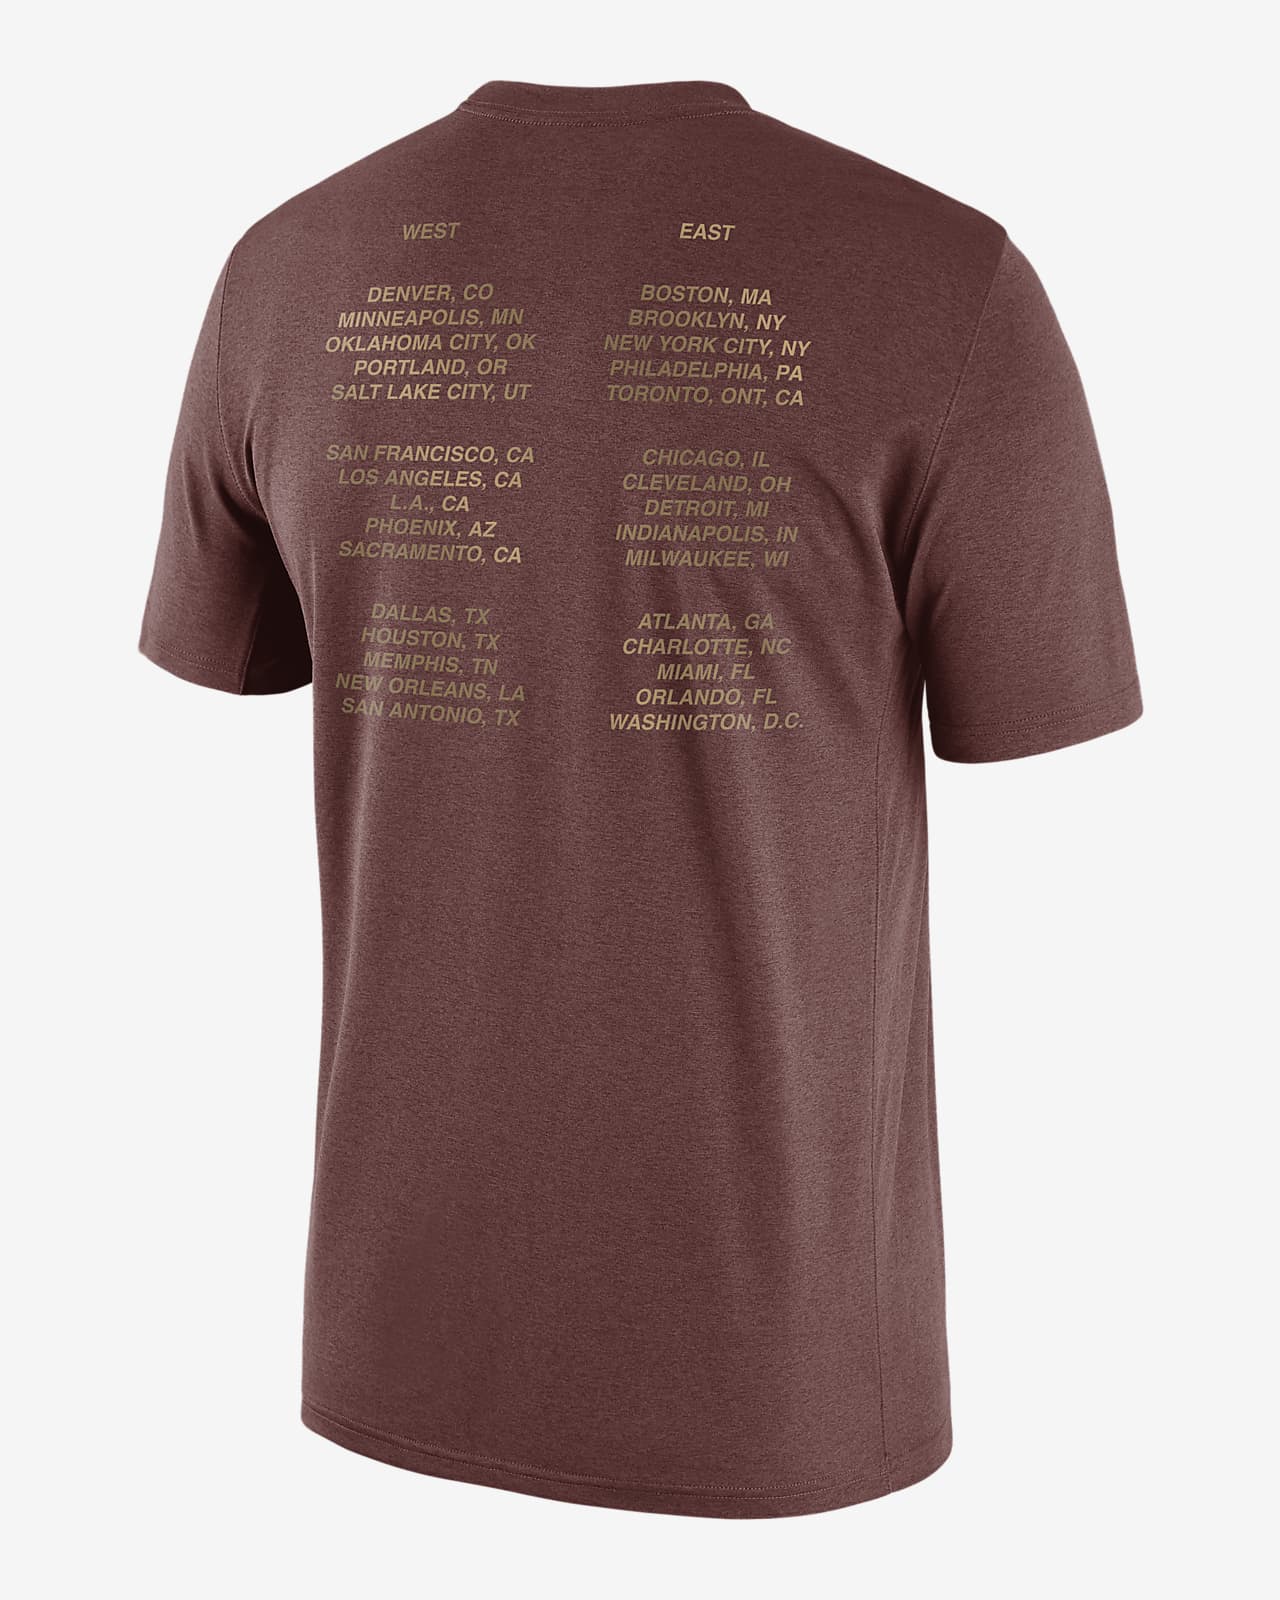 WEST
DENVER, CO
MINNEAPOLIS, MN
OKLAHOMA CITY, OK
PORTLAND, OR
SALT LAKE CITY, UT
SAN FRANCISCO, CA
LOS ANGELES, CA
L.A., CA
PHOENIX, AZ
SACRAMENTO, CA
DALLAS, TX
HOUSTON, TX
MEMPHIS, TN
NEW ORLEANS, LA
SAN ANTONIO, TX
EAST
BOSTON, MA
BROOKLYN, NY
NEW YORK CITY, NY
PHILADELPHIA, PA
TORONTO, ONT, CA
CHICAGO, IL
CLEVELAND, OH
DETROIT, MI
INDIANAPOLIS, IN
MILWAUKEE, WI
ATLANTA, GA
CHARLOTTE, NC
MIAMI, FL
ORLANDO, FL
WASHINGTON, D.C.